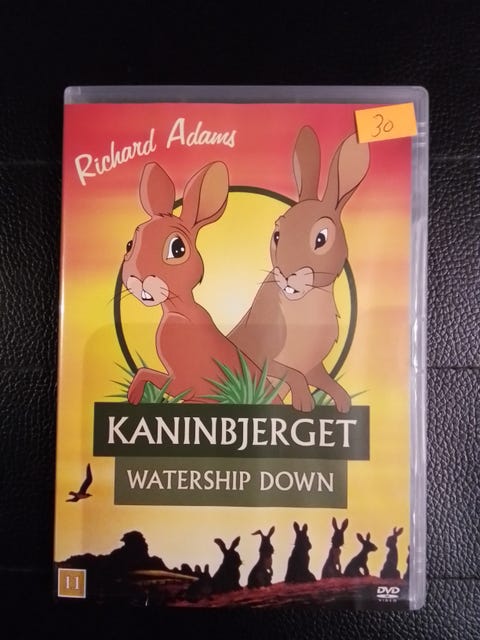 30
Richard Adams
KANINBJERGET
WATERSHIP DOWN
11
DVD
VIDEO